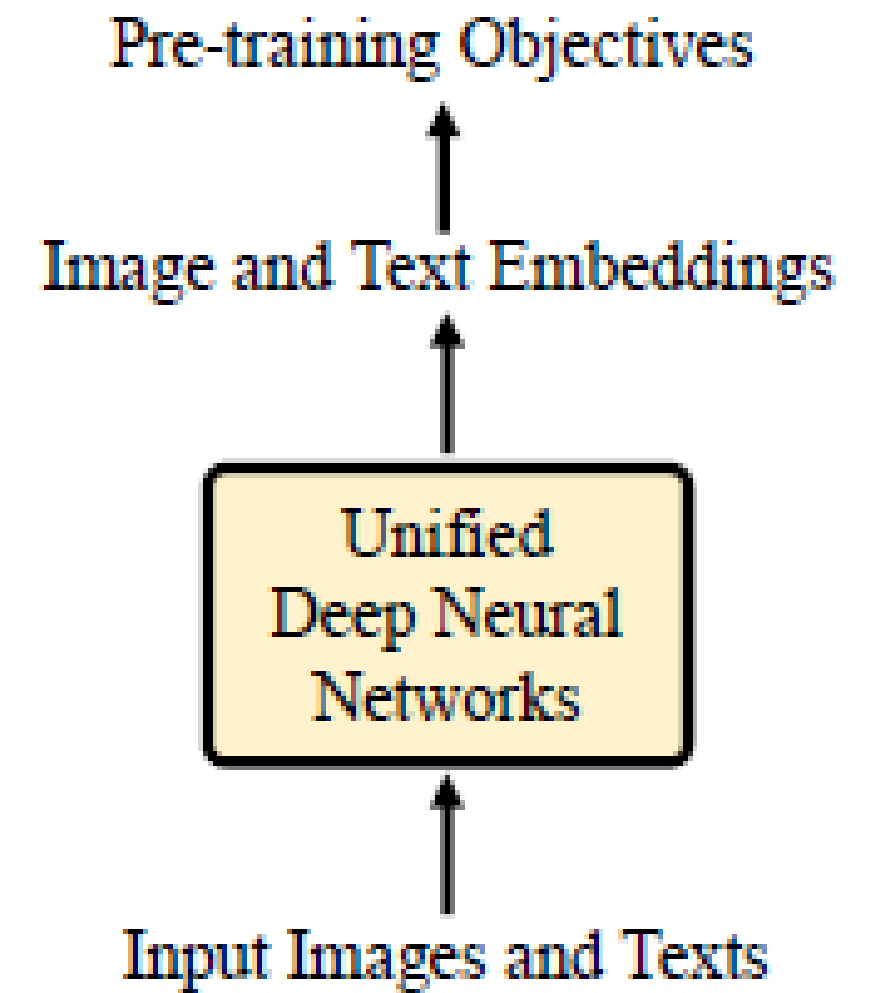 Pre-training Objectives
Image and Text Embeddings
Unified
Deep Neural
Networks
Input Images and Texts